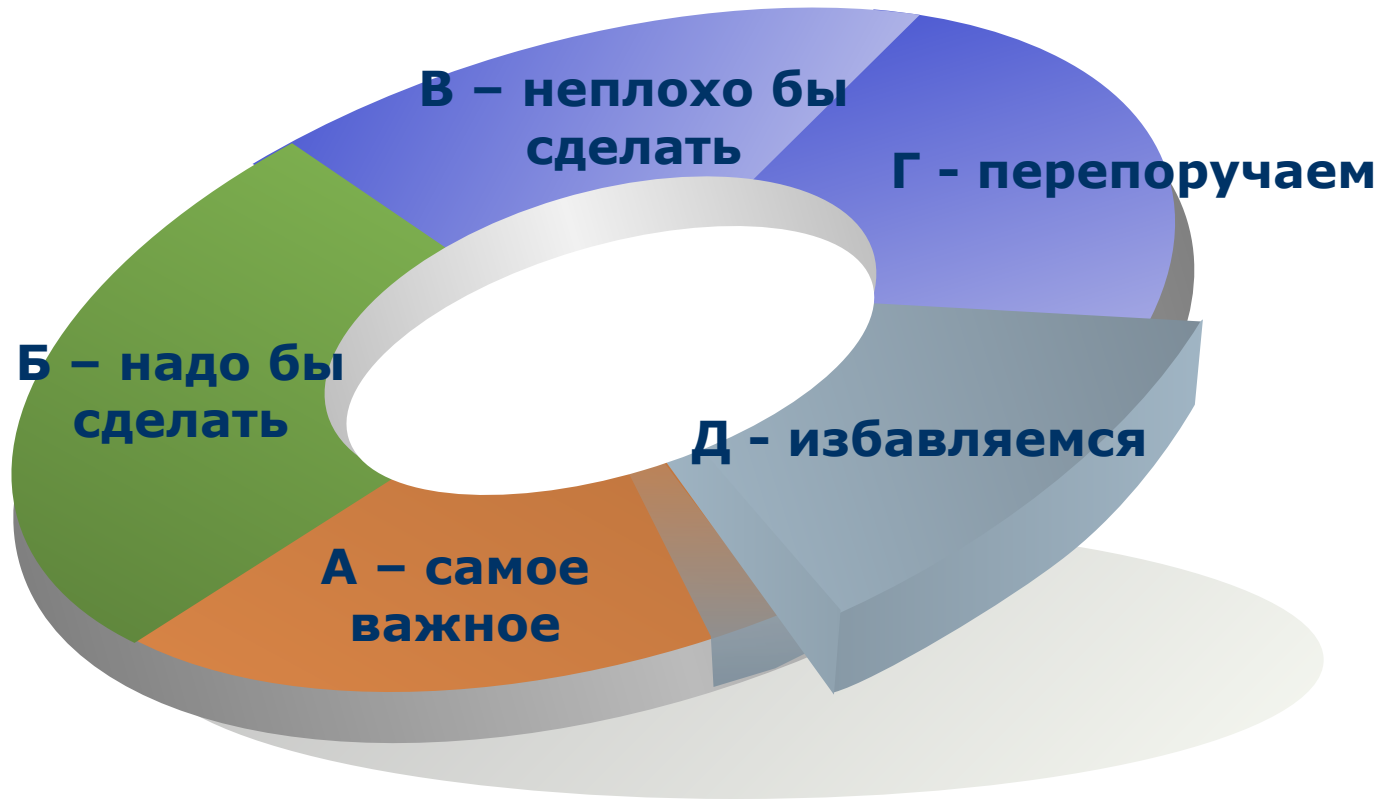 В – неплохо бы
сделать
Г - перепоручаем
Б – надо бы
сделать
Д - избавляемся
А – самое
важное